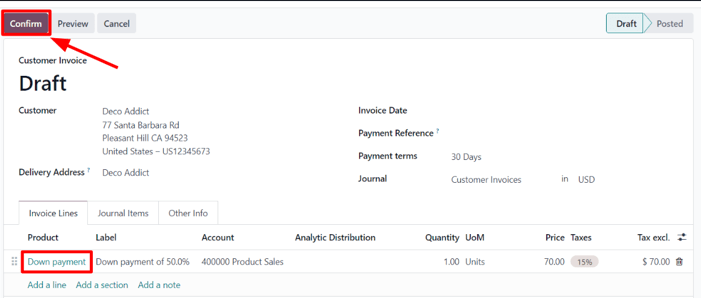 Confirm Preview Cancel Draft Posted
Customer Invoice
Draft
Customer Deco Addict Invoice Date
77 Santa Barbara Rd
Pleasant Hill CA 94523 Payment Reference ?
United States – US12345673 Payment terms 30 Days
Delivery Address ? Deco Addict Journal Customer Invoices in USD
Invoice Lines Journal Items Other Info
Product Label Account Analytic Distribution Quantity UoM Price Taxes Tax excl.
Down payment Down payment of 50.0% 400000 Product Sales 1.00 Units 70.00 15% $ 70.00
Add a line Add a section Add a note